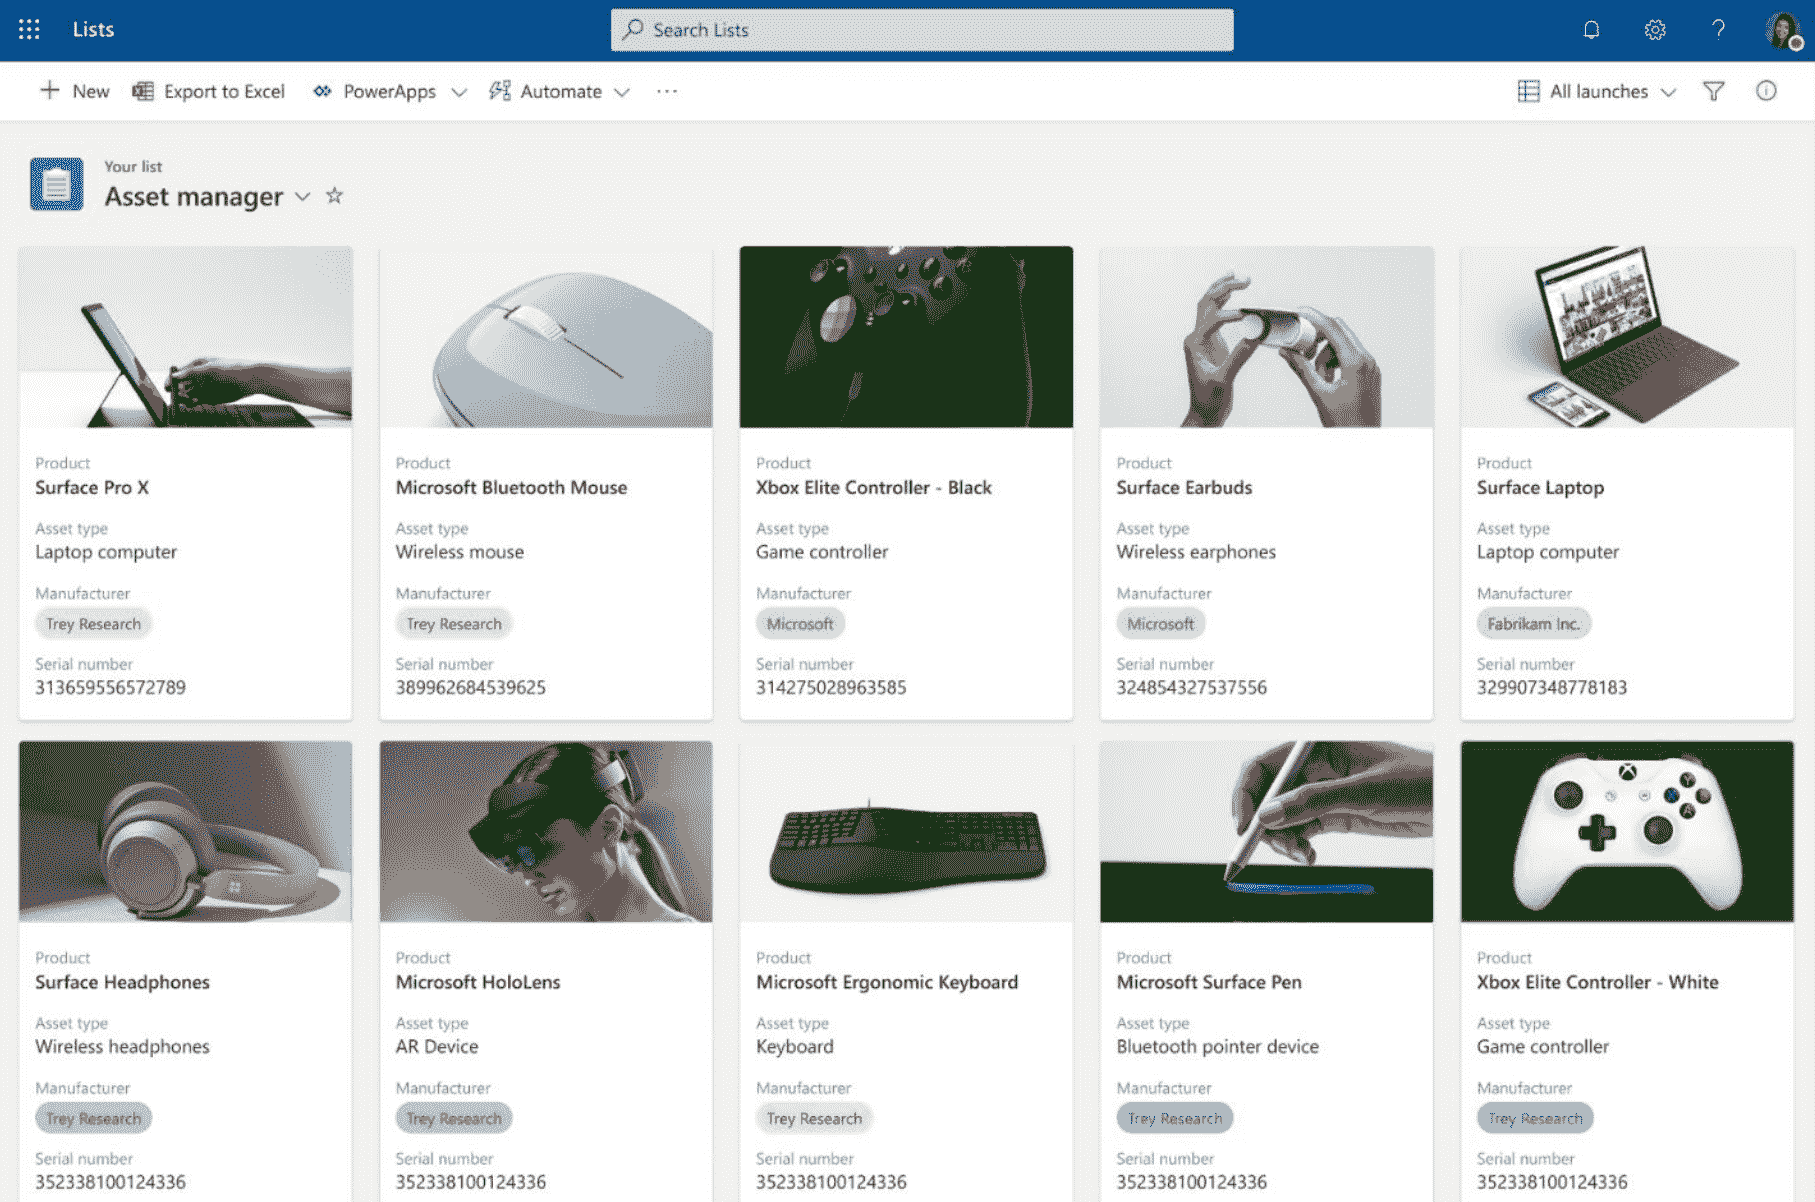 Lists
Search Lists
?
New
Export to Excel
PowerApps
Automate
...
All launches
Your list
Asset manager
Product
Surface Pro X
Asset type
Laptop computer
Manufacturer
Trey Research
Serial number
313659556572789
Product
Microsoft Bluetooth Mouse
Asset type
Wireless mouse
Manufacturer
Trey Research
Serial number
389962684539625
Product
Xbox Elite Controller - Black
Asset type
Game controller
Manufacturer
Microsoft
Serial number
314275028963585
Product
Surface Earbuds
Asset type
Wireless earphones
Manufacturer
Microsoft
Serial number
324854327537556
Product
Surface Laptop
Asset type
Laptop computer
Manufacturer
Fabrikam Inc.
Serial number
329907348778183
Product
Surface Headphones
Asset type
Wireless headphones
Manufacturer
Trey Research
Serial number
352338100124336
Product
Microsoft HoloLens
Asset type
AR Device
Manufacturer
Trey Research
Serial number
352338100124336
Product
Microsoft Ergonomic Keyboard
Asset type
Keyboard
Manufacturer
Trey Research
Serial number
352338100124336
Product
Microsoft Surface Pen
Asset type
Bluetooth pointer device
Manufacturer
Trey Research
Serial number
352338100124336
Product
Xbox Elite Controller - White
Asset type
Game controller
Manufacturer
Trey Research
Serial number
352338100124336